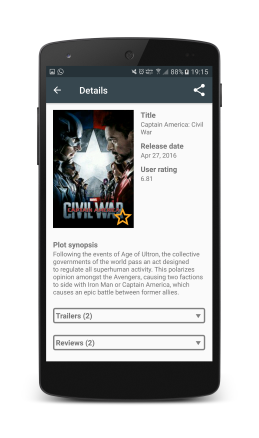 88% 19:15
Details
Title
Captain America: Civil
War
Release date
Apr 27, 2016
User rating
6.81
MARVEL
CAPTAIN AMERICA
CIVIL WAR
Plot synopsis
Following the events of Age of Ultron, the collective
governments of the world pass an act designed
to regulate all superhuman activity. This polarizes
opinion amongst the Avengers, causing two factions
to side with Iron Man or Captain America, which
causes an epic battle between former allies.
Trailers (2)
Reviews (2)